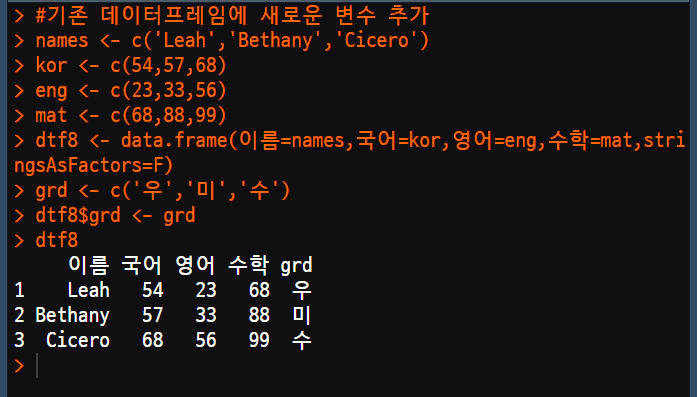 > #기존 데이터프레임에 새로운 변수 추가
> names <- c('Leah','Bethany','Cicero')
> kor <- c(54,57,68)
> eng <- c(23,33,56)
> mat <- c(68,88,99)
> dtf8 <- data.frame(이름=names,국어=kor,영어=eng,수학=mat,stri
ngsAsFactors=F)
> grd <- c('우','미','수')
> dtf8$grd <- grd
> dtf8
     이름 국어 영어 수학 grd
1    Leah   54   23   68  우
2 Bethany   57   33   88  미
3  Cicero   68   56   99  수
>